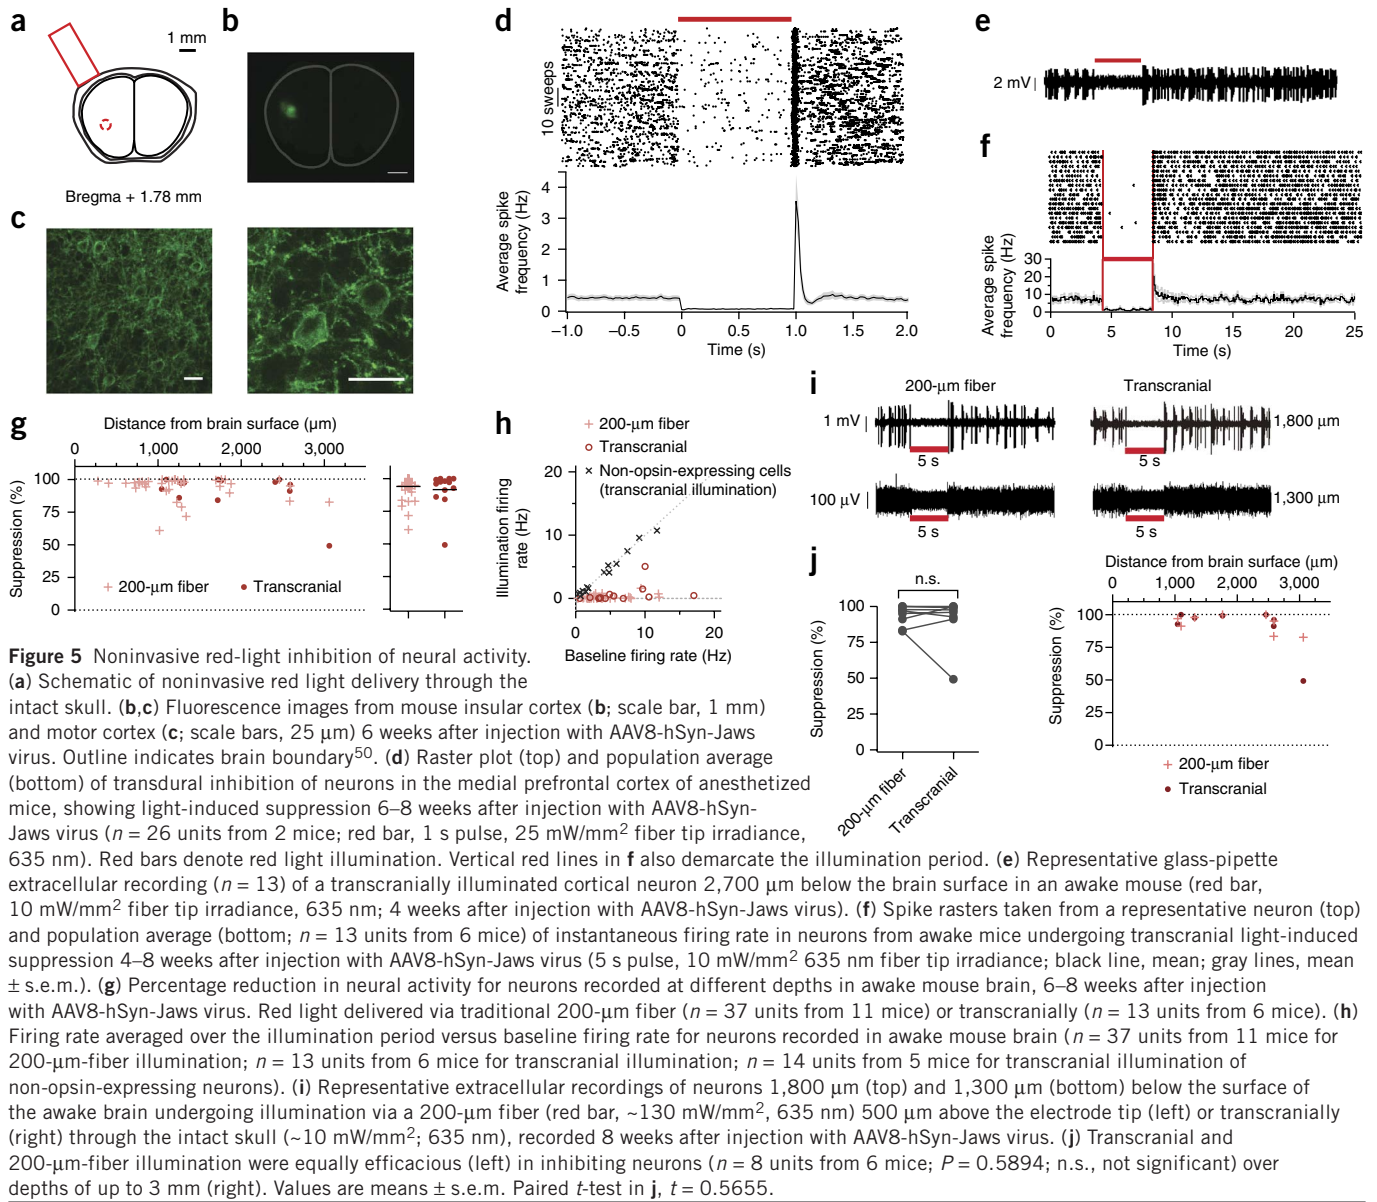 a
1 mm
Bregma + 1.78 mm
b
c
d
10 sweeps
Average spike
frequency (Hz)
4
3
2
1
0
–1.0
–0.5
0
0.5
1.0
1.5
2.0
Time (s)
e
2 mV
f
Average spike
frequency (Hz)
30
20
10
0
0
5
10
15
20
25
Time (s)
g
Distance from brain surface (μm)
0
1,000
2,000
3,000
Suppression (%)
100
75
50
25
0
200-μm fiber
Transcranial
h
200-μm fiber
Transcranial
Non-opsin-expressing cells
(transcranial illumination)
Illumination firing
rate (Hz)
20
10
0
0
10
20
Baseline firing rate (Hz)
i
200-μm fiber
Transcranial
1 mV
1,800 μm
5 s
5 s
100 μV
1,300 μm
5 s
5 s
j
n.s.
Suppression (%)
100
75
50
25
0
200-μm fiber
Transcranial
Distance from brain surface (μm)
0
1,000
2,000
3,000
Suppression (%)
100
75
50
25
0
200-μm fiber
Transcranial
Figure 5 Noninvasive red-light inhibition of neural activity.
(a) Schematic of noninvasive red light delivery through the
intact skull. (b,c) Fluorescence images from mouse insular cortex (b; scale bar, 1 mm)
and motor cortex (c; scale bars, 25 μm) 6 weeks after injection with AAV8-hSyn-Jaws
virus. Outline indicates brain boundary50. (d) Raster plot (top) and population average
(bottom) of transdural inhibition of neurons in the medial prefrontal cortex of anesthetized
mice, showing light-induced suppression 6–8 weeks after injection with AAV8-hSyn-
Jaws virus (n = 26 units from 2 mice; red bar, 1 s pulse, 25 mW/mm2 fiber tip irradiance,
635 nm). Red bars denote red light illumination. Vertical red lines in f also demarcate the illumination period. (e) Representative glass-pipette
extracellular recording (n = 13) of a transcranially illuminated cortical neuron 2,700 μm below the brain surface in an awake mouse (red bar,
10 mW/mm2 fiber tip irradiance, 635 nm; 4 weeks after injection with AAV8-hSyn-Jaws virus). (f) Spike rasters taken from a representative neuron (top)
and population average (bottom; n = 13 units from 6 mice) of instantaneous firing rate in neurons from awake mice undergoing transcranial light-induced
suppression 4–8 weeks after injection with AAV8-hSyn-Jaws virus (5 s pulse, 10 mW/mm2 635 nm fiber tip irradiance; black line, mean; gray lines, mean
± s.e.m.). (g) Percentage reduction in neural activity for neurons recorded at different depths in awake mouse brain, 6–8 weeks after injection
with AAV8-hSyn-Jaws virus. Red light delivered via traditional 200-μm fiber (n = 37 units from 11 mice) or transcranially (n = 13 units from 6 mice). (h)
Firing rate averaged over the illumination period versus baseline firing rate for neurons recorded in awake mouse brain (n = 37 units from 11 mice for
200-μm-fiber illumination; n = 13 units from 6 mice for transcranial illumination; n = 14 units from 5 mice for transcranial illumination of
non-opsin-expressing neurons). (i) Representative extracellular recordings of neurons 1,800 μm (top) and 1,300 μm (bottom) below the surface of
the awake brain undergoing illumination via a 200-μm fiber (red bar, ~130 mW/mm2, 635 nm) 500 μm above the electrode tip (left) or transcranially
(right) through the intact skull (~10 mW/mm2; 635 nm), recorded 8 weeks after injection with AAV8-hSyn-Jaws virus. (j) Transcranial and
200-μm-fiber illumination were equally efficacious (left) in inhibiting neurons (n = 8 units from 6 mice; P = 0.5894; n.s., not significant) over
depths of up to 3 mm (right). Values are means ± s.e.m. Paired t-test in j, t = 0.5655.